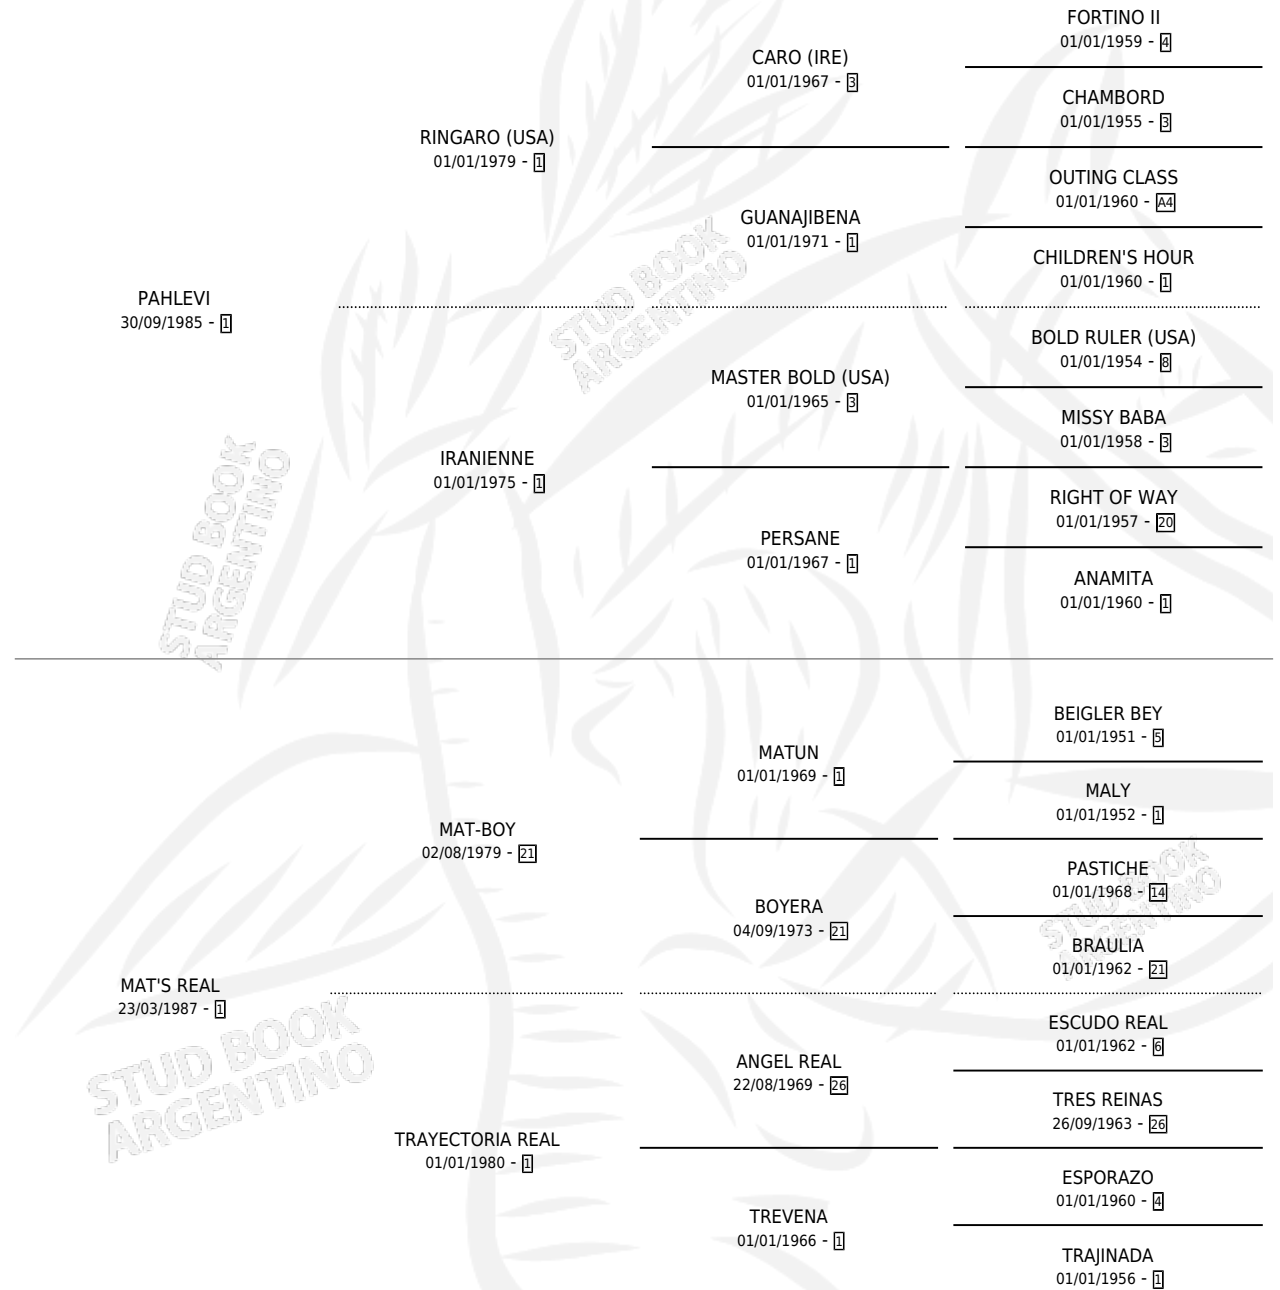 FORTINO II
01/01/1959 - 4
CARO (IRE)
01/01/1967 - 3
CHAMBORD
01/01/1955 - 3
RINGARO (USA)
01/01/1979 - 1
OUTING CLASS
01/01/1960 - A4
GUANAJIBENA
01/01/1971 - 1
CHILDREN'S HOUR
01/01/1960 - 1
PAHLEVI
30/09/1985 - 1
BOLD RULER (USA)
01/01/1954 - 8
MASTER BOLD (USA)
01/01/1965 - 3
MISSY BABA
01/01/1958 - 3
IRANIENNE
01/01/1975 - 1
RIGHT OF WAY
01/01/1957 - 20
PERSANE
01/01/1967 - 1
ANAMITA
01/01/1960 - 1
STUD BOOK
ARGENTINO
STUD BOOK
ARGENTINO
BEIGLER BEY
01/01/1951 - 5
MATUN
01/01/1969 - 1
MALY
01/01/1952 - 1
MAT-BOY
02/08/1979 - 21
PASTICHE
01/01/1968 - 14
BOYERA
04/09/1973 - 21
BRAULIA
01/01/1962 - 21
STUD BOOK
ARGENTINO
MAT'S REAL
23/03/1987 - 1
ESCUDO REAL
01/01/1962 - 6
ANGEL REAL
22/08/1969 - 26
TRES REINAS
26/09/1963 - 26
STUD BOOK
ARGENTINO
TRAYECTORIA REAL
01/01/1980 - 1
ESPORAZO
01/01/1960 - 4
TREVENA
01/01/1966 - 1
TRAJINADA
01/01/1956 - 1